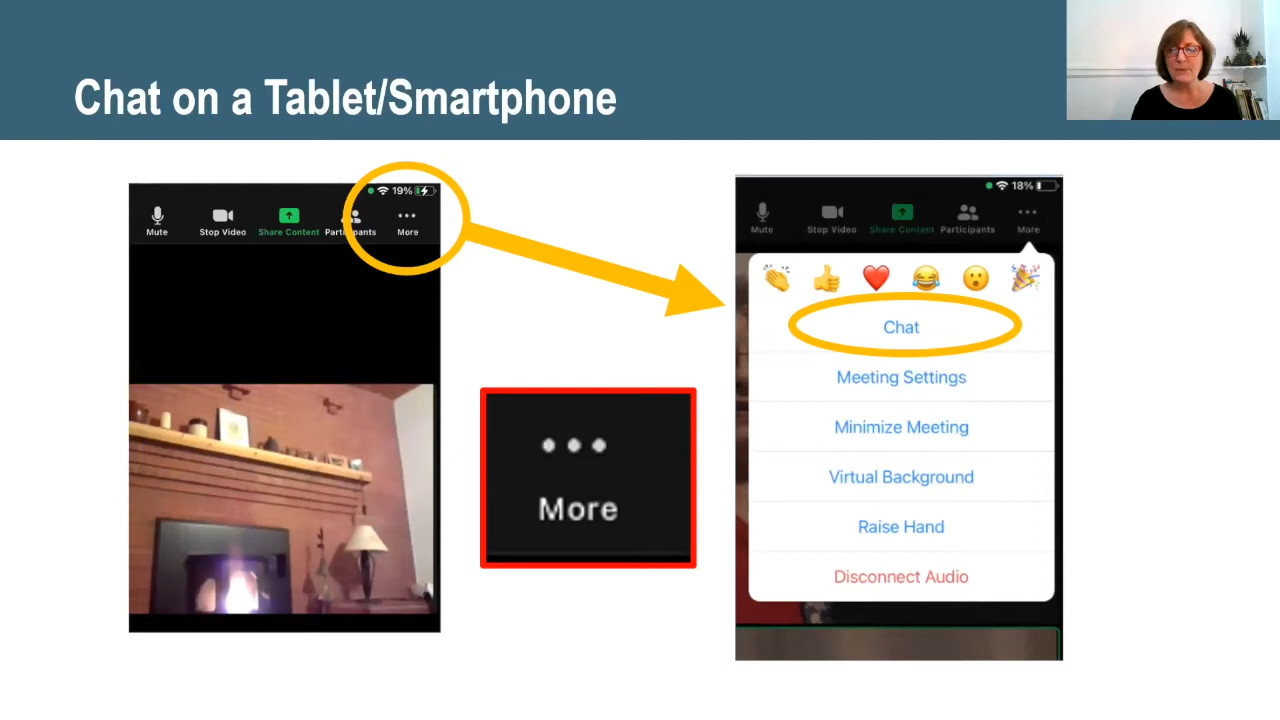 Chat on a Tablet/Smartphone
19%
Mute Stop Video Share Content Participants More
More
18%
Mute Stop Video Share Content Participants More
Chat
Meeting Settings
Minimize Meeting
Virtual Background
Raise Hand
Disconnect Audio